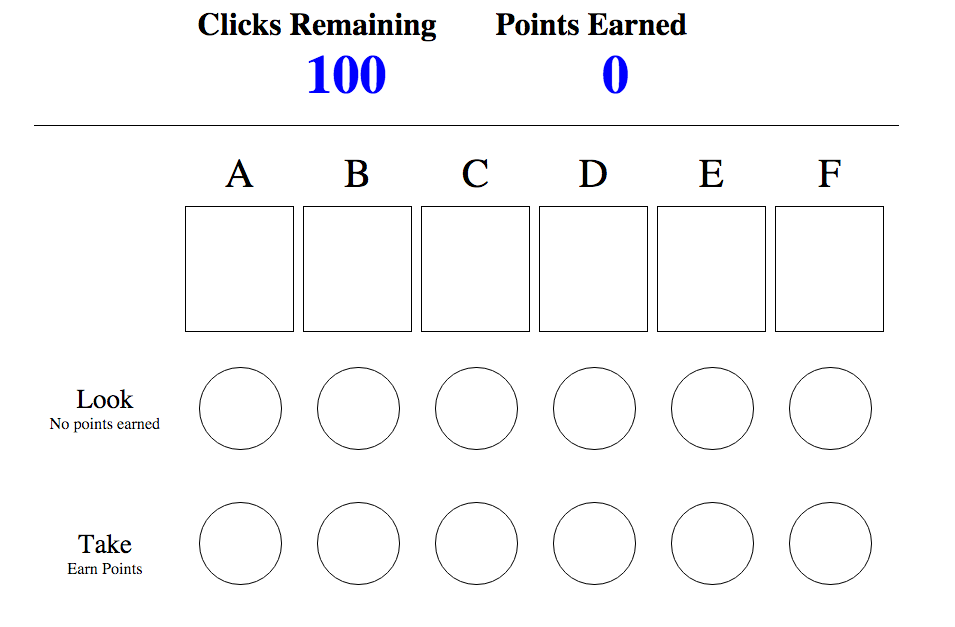 Clicks Remaining Points Earned
100 0
A B C D E F
Look
No points earned
Take
Earn Points